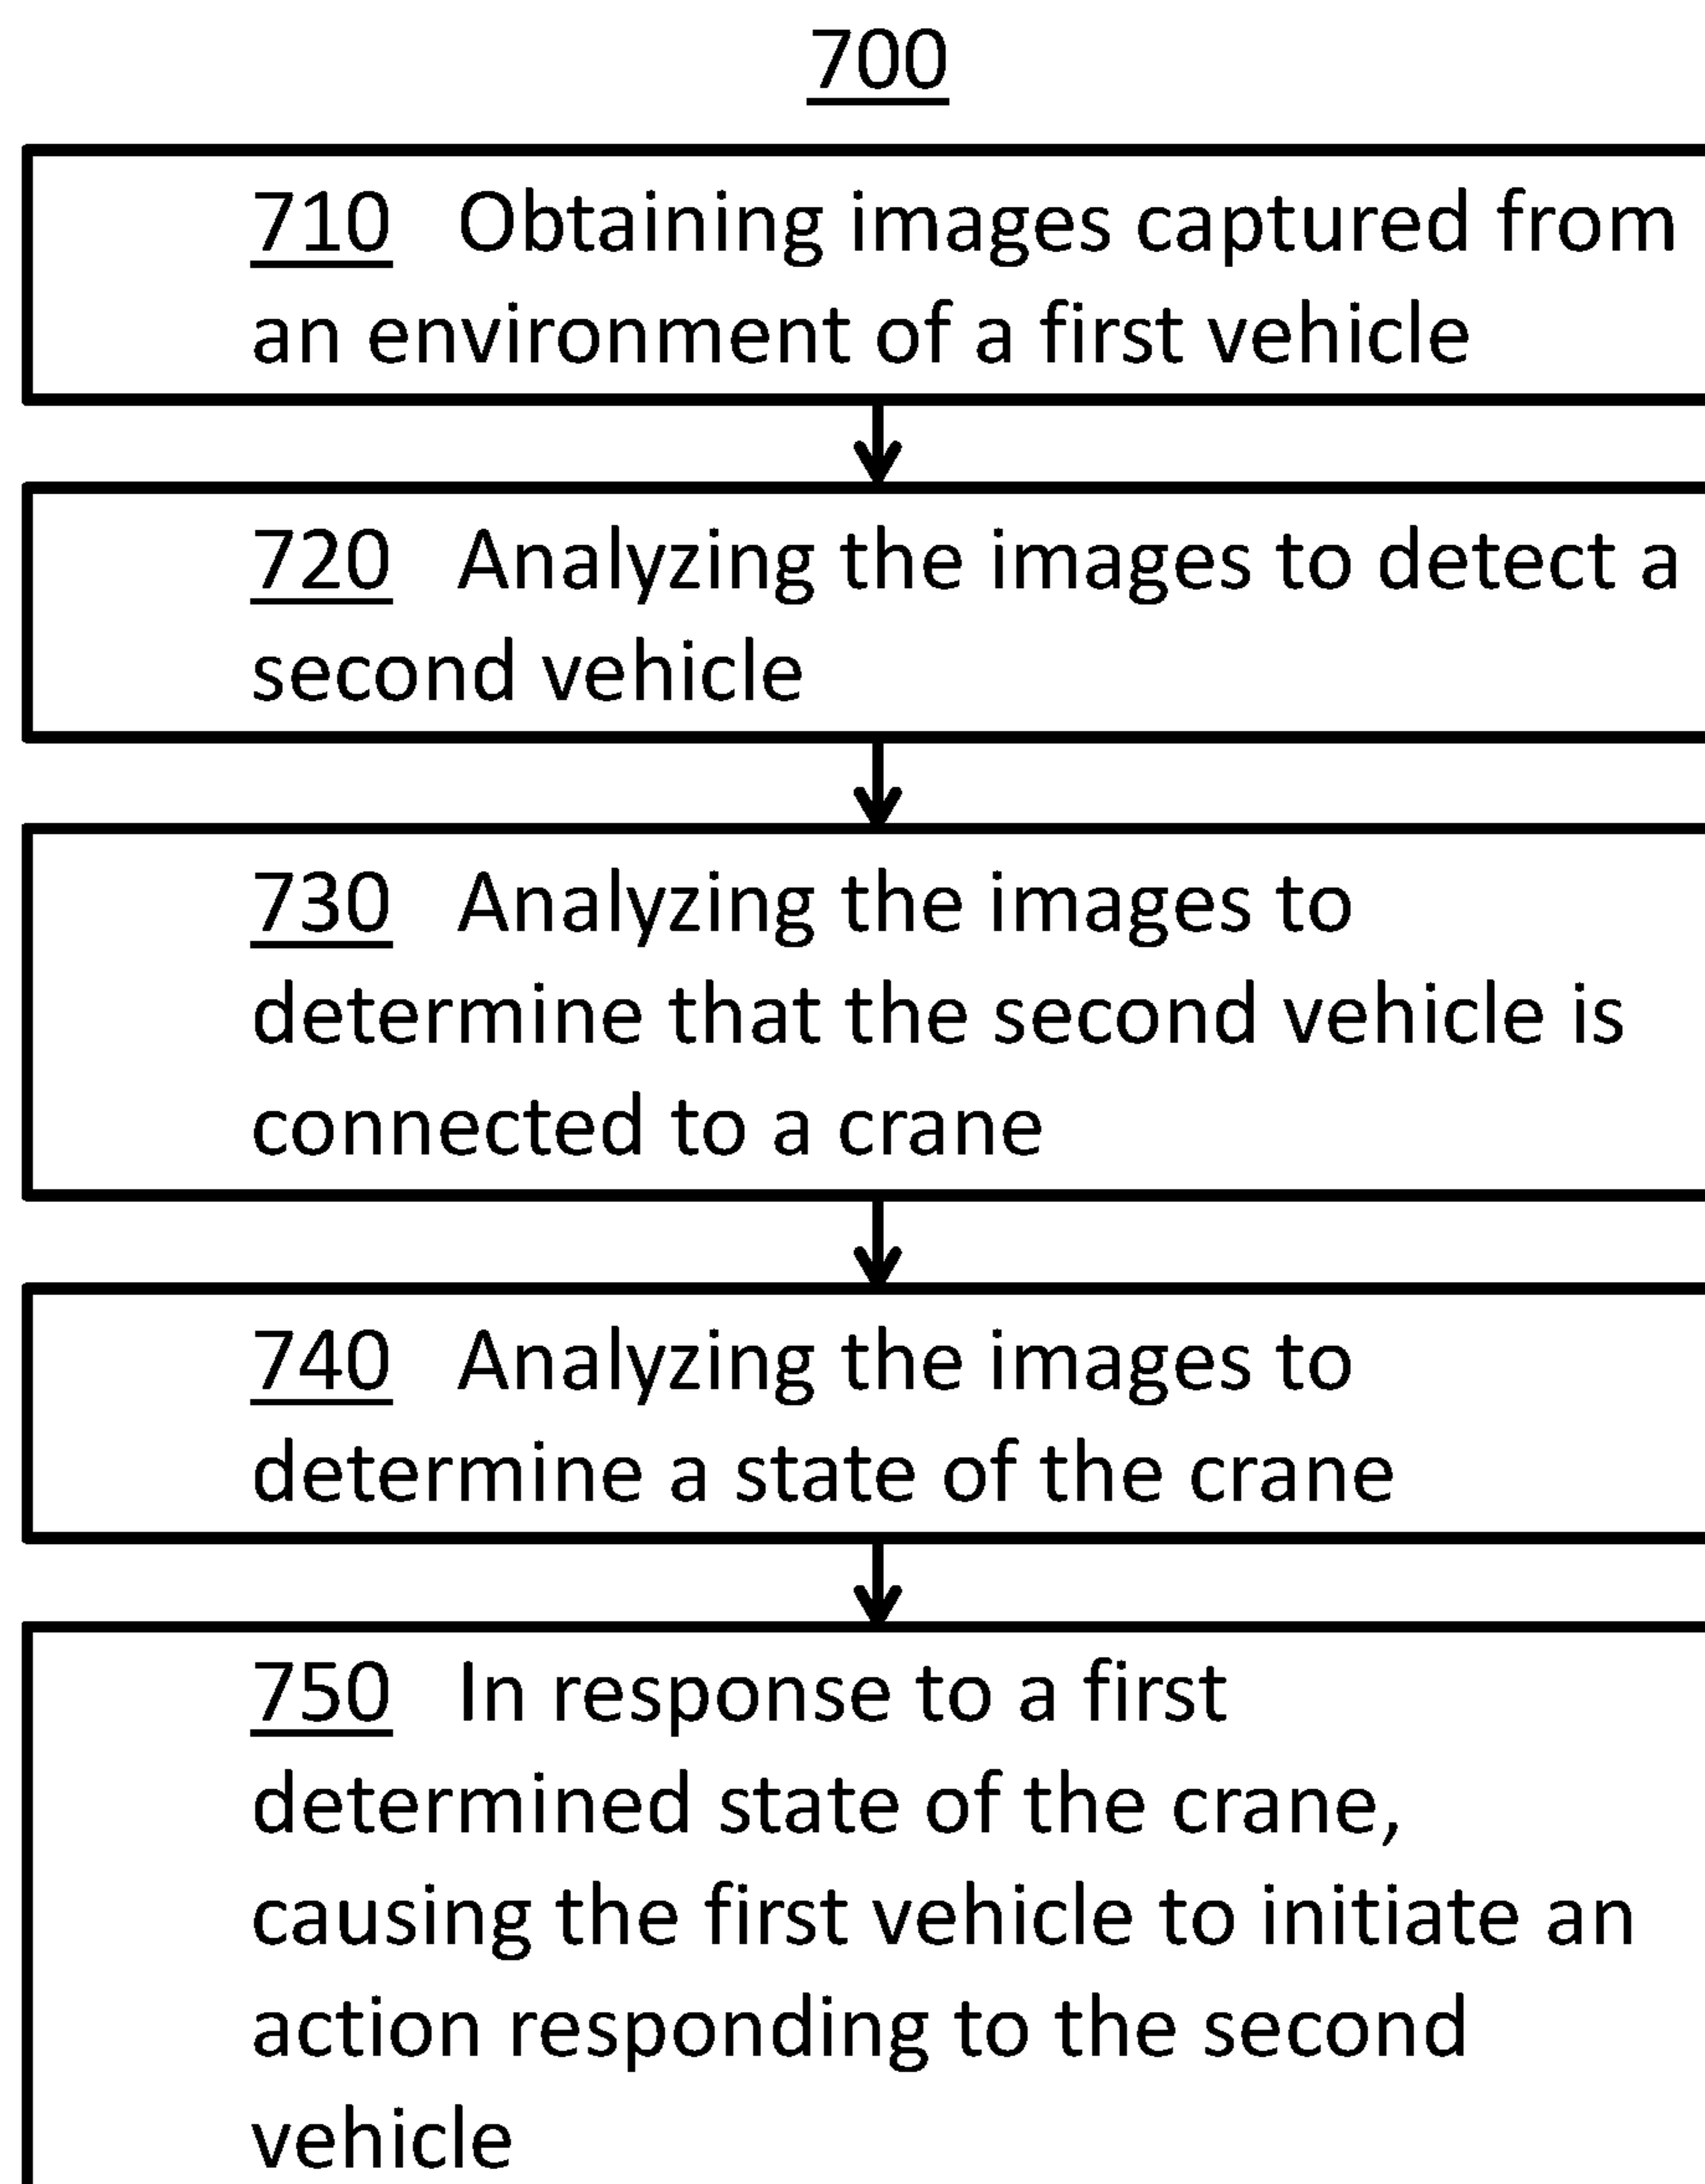 700
710 Obtaining images captured from
an environment of a first vehicle
720 Analyzing the images to detect a
second vehicle
730 Analyzing the images to
determine that the second vehicle is
connected to a crane
740 Analyzing the images to
determine a state of the crane
750 In response to a first
determined state of the crane,
causing the first vehicle to initiate an
action responding to the second
vehicle